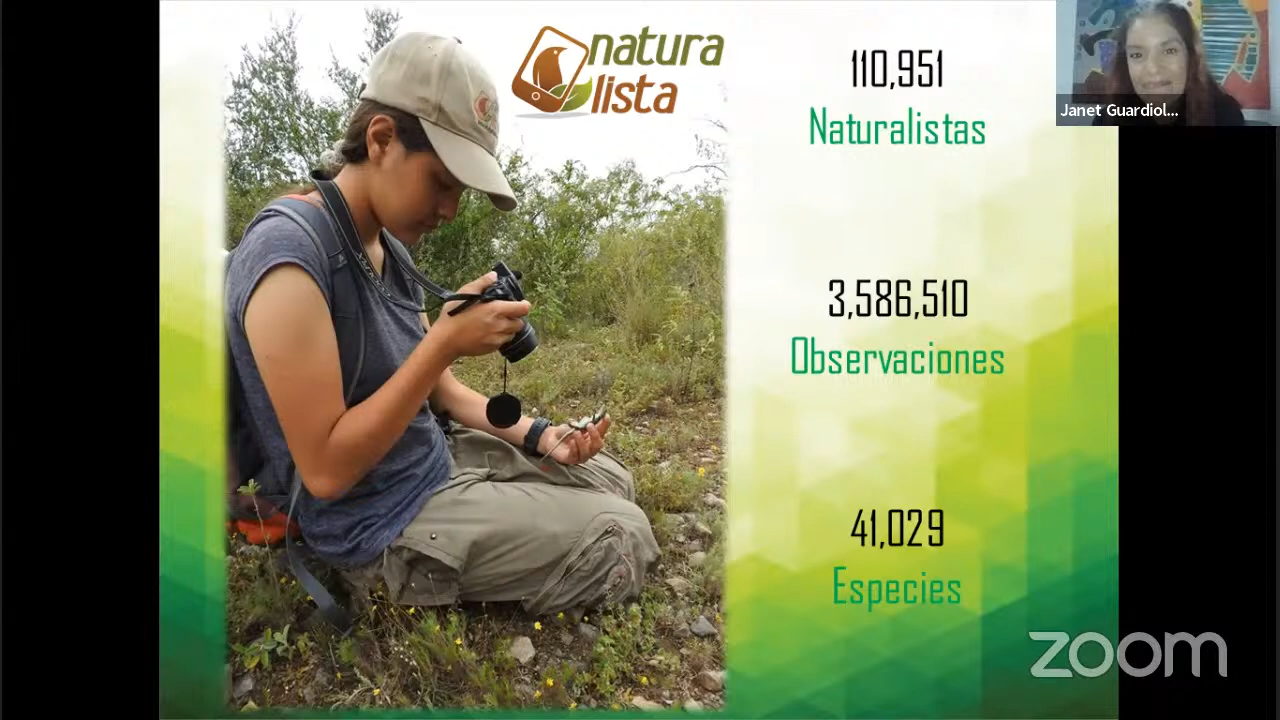 natura
lista
110,951
Naturalistas
3,586,510
Observaciones
41,029
Especies
Janet Guardiol...
zoom